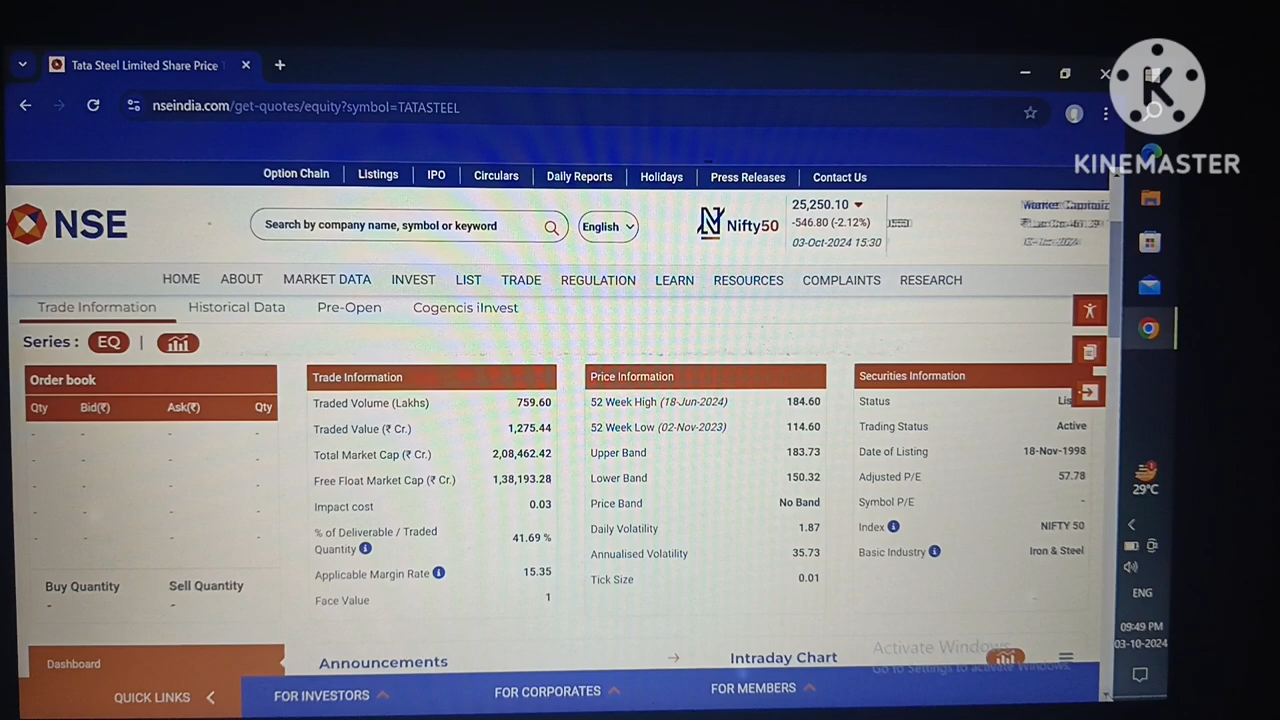 Tata Steel Limited Share Price
nseindia.com/get-quotes/equity?symbol=TATASTEEL
K
KINEMASTER
Option Chain
Listings
IPO
Circulars
Daily Reports
Holidays
Press Releases
Contact Us
NSE
Search by company name, symbol or keyword
English
N Nifty50
25,250.10
-546.80 (-2.12%)
03-Oct-2024 15:30
HOME ABOUT MARKET DATA INVEST LIST TRADE REGULATION LEARN RESOURCES COMPLAINTS RESEARCH
Trade Information Historical Data Pre-Open Cogencis iInvest
Series : EQ |
Order book
Qty Bid(₹) Ask(₹) Qty
- - - -
- - - -
- - - -
- - - -
- - - -
Buy Quantity Sell Quantity
- -
Trade Information
Traded Volume (Lakhs) 759.60
Traded Value (₹ Cr.) 1,275.44
Total Market Cap (₹ Cr.) 2,08,462.42
Free Float Market Cap (₹ Cr.) 1,38,193.28
Impact cost 0.03
% of Deliverable / Traded
Quantity 41.69 %
Applicable Margin Rate 15.35
Face Value 1
Price Information
52 Week High (18-Jun-2024) 184.60
52 Week Low (02-Nov-2023) 114.60
Upper Band 183.73
Lower Band 150.32
Price Band No Band
Daily Volatility 1.87
Annualised Volatility 35.73
Tick Size 0.01
Securities Information
Status
Trading Status Active
Date of Listing 18-Nov-1998
Adjusted P/E 57.78
Symbol P/E -
Index NIFTY 50
Basic Industry Iron & Steel
Dashboard
Announcements
Intraday Chart
Activate Windows
Go to Settings to activate Windows.
QUICK LINKS
FOR INVESTORS
FOR CORPORATES
FOR MEMBERS
29°C
ENG
09:49 PM
03-10-2024